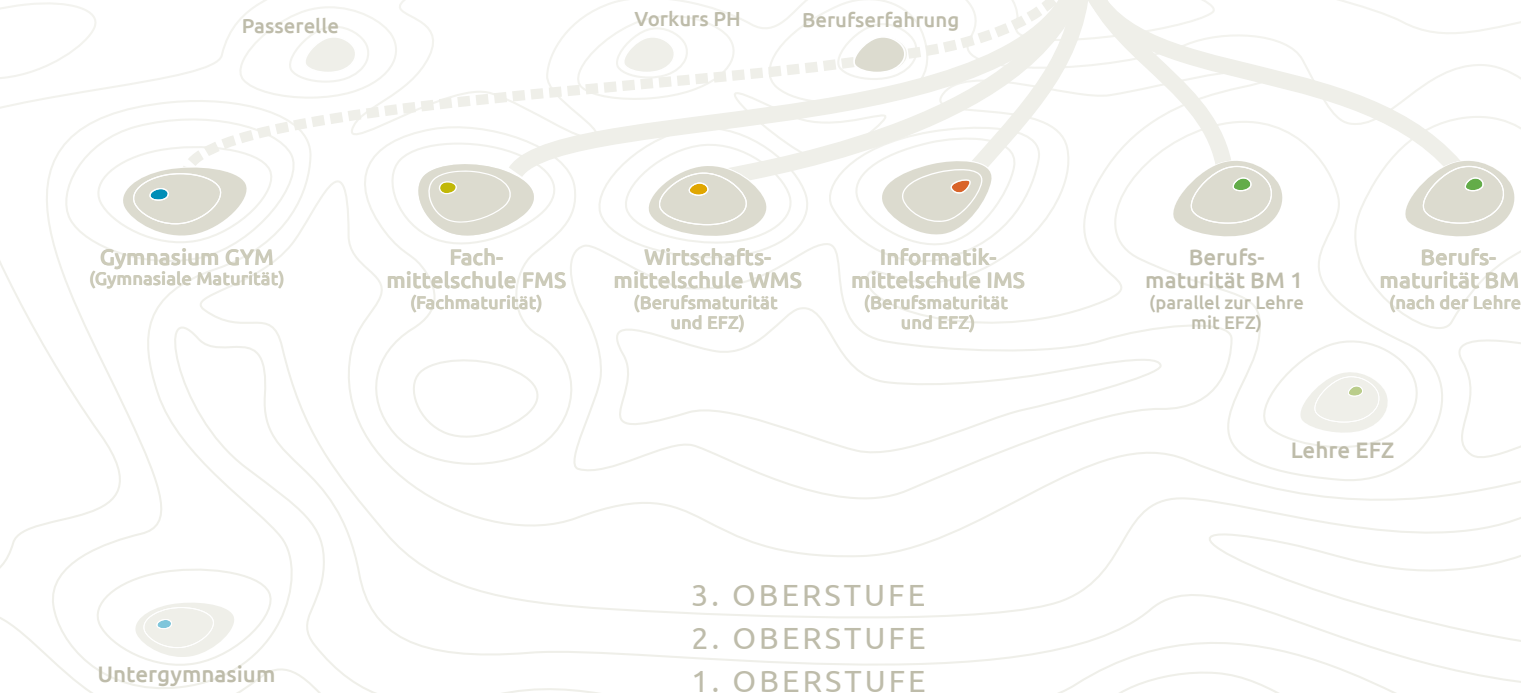 Passerelle
Vorkurs PH
Berufserfahrung
Gymnasium GYM
(Gymnasiale Maturität)
Fach-
mittelschule FMS
(Fachmaturität)
Wirtschafts-
mittelschule WMS
(Berufsmaturität
und EFZ)
Informatik-
mittelschule IMS
(Berufsmaturität
und EFZ)
Berufs-
maturität BM 1
(parallel zur Lehre
mit EFZ)
Berufs-
maturität BM
(nach der Lehre
Lehre EFZ
3. OBERSTUFE
2. OBERSTUFE
1. OBERSTUFE
Untergymnasium